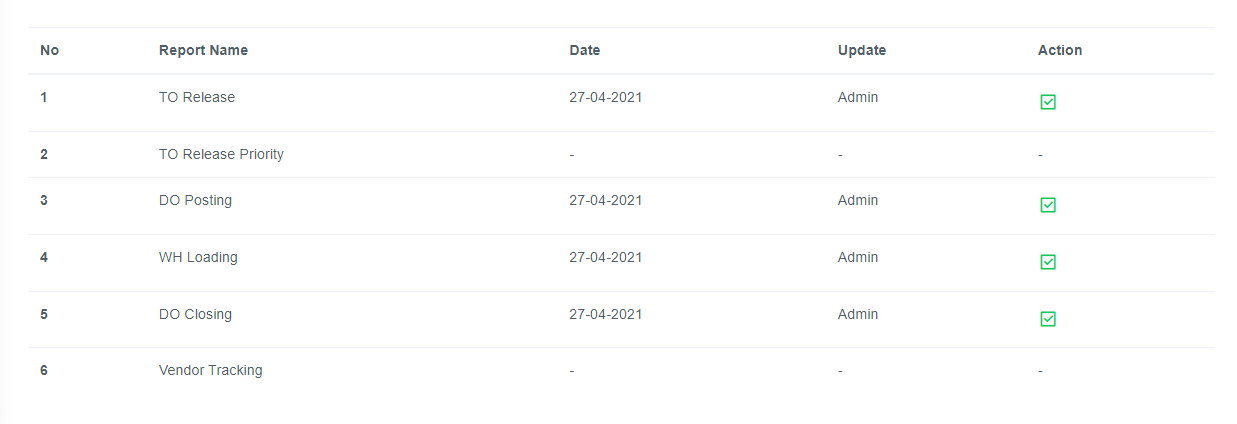 No Report Name Date Update Action
1 TO Release 27-04-2021 Admin
2 TO Release Priority - - -
3 DO Posting 27-04-2021 Admin
4 WH Loading 27-04-2021 Admin
5 DO Closing 27-04-2021 Admin
6 Vendor Tracking - - -